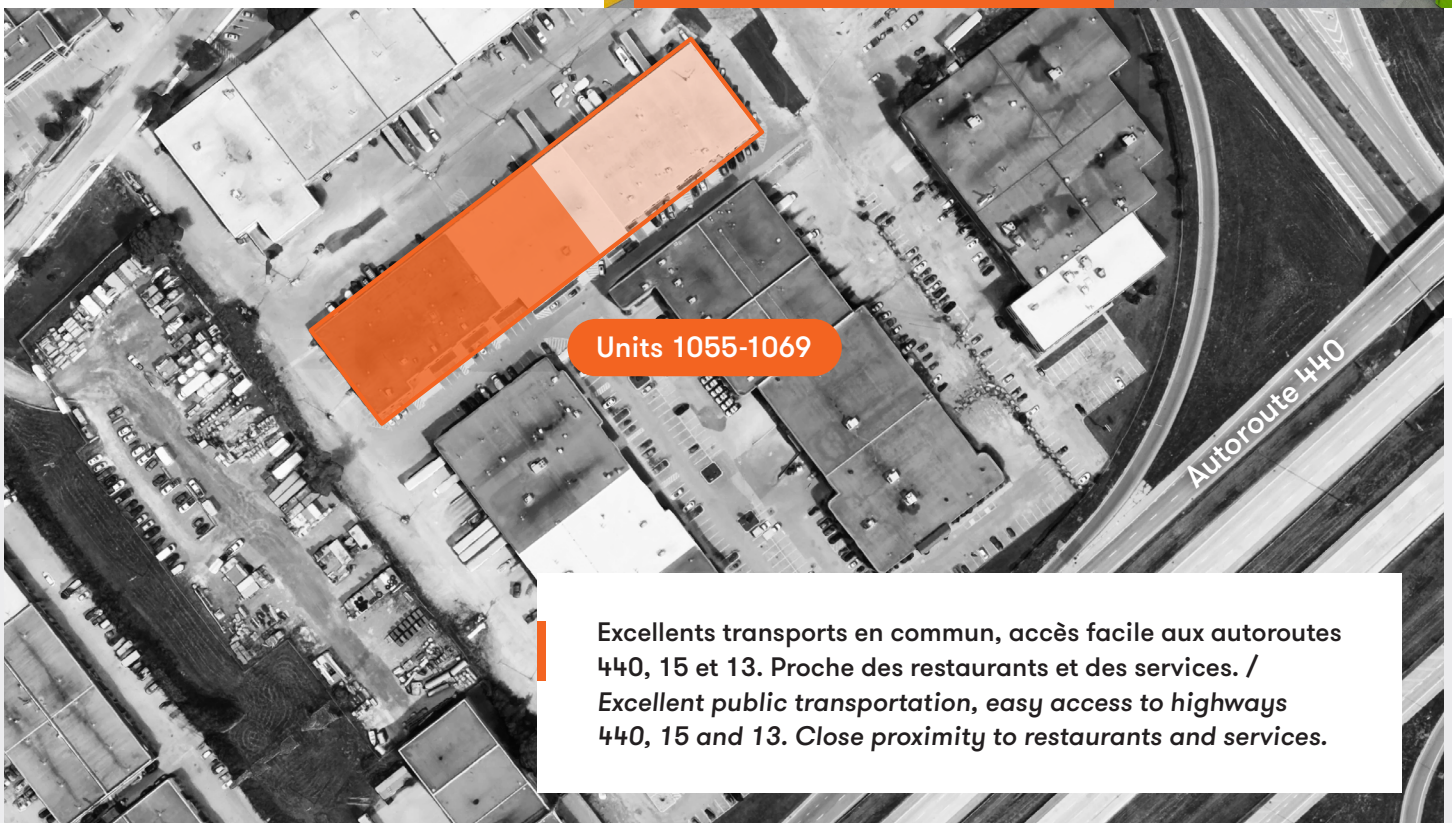 Units 1055-1069
Autoroute 440
Excellents transports en commun, accès facile aux autoroutes
440, 15 et 13. Proche des restaurants et des services. /
Excellent public transportation, easy access to highways
440, 15 and 13. Close proximity to restaurants and services.